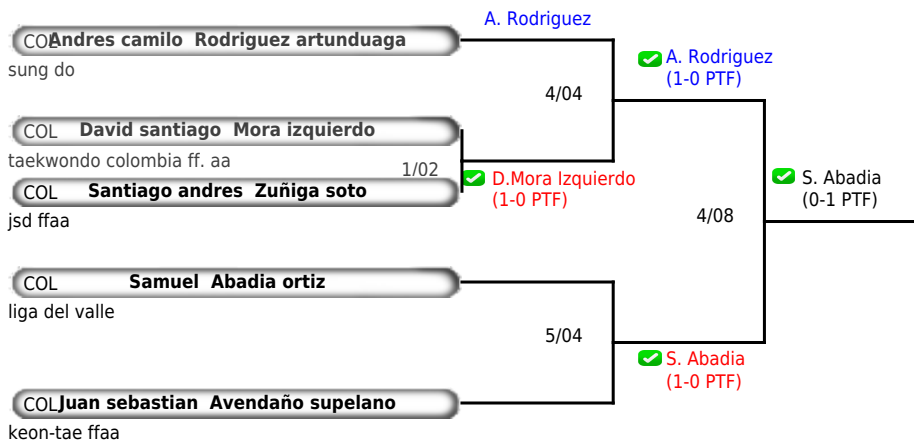 A. Rodriguez
COL Andres camilo Rodriguez artunduaga
sung do
A. Rodriguez
(1-0 PTF)
4/04
COL David santiago Mora izquierdo
taekwondo colombia ff. aa
1/02
D.Mora Izquierdo
(1-0 PTF)
COL Santiago andres Zuñiga soto
jsd ffaa
S. Abadia
(0-1 PTF)
4/08
COL Samuel Abadia ortiz
liga del valle
5/04
S. Abadia
(1-0 PTF)
COL Juan sebastian Avendaño supelano
keon-tae ffaa